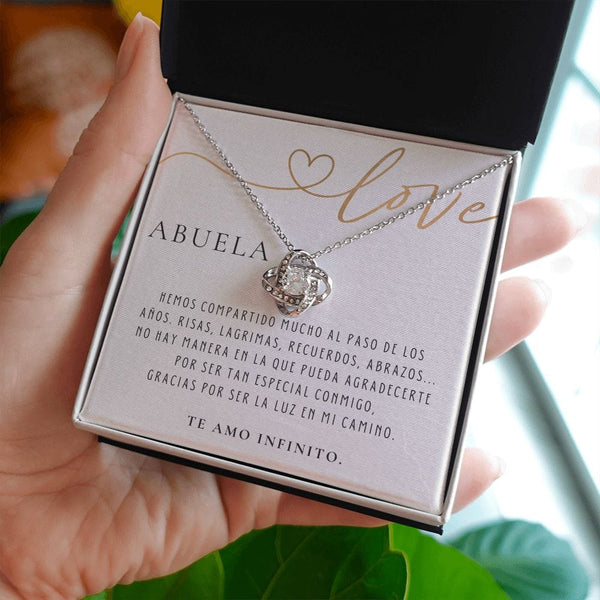 love
ABUELA
HEMOS COMPARTIDO MUCHO AL PASO DE LOS
AÑOS. RISAS, LAGRIMAS, RECUERDOS, ABRAZOS...
NO HAY MANERA EN LA QUE PUEDA AGRADECERTE
POR SER TAN ESPECIAL CONMIGO,
GRACIAS POR SER LA LUZ EN MI CAMINO.
TE AMO INFINITO.